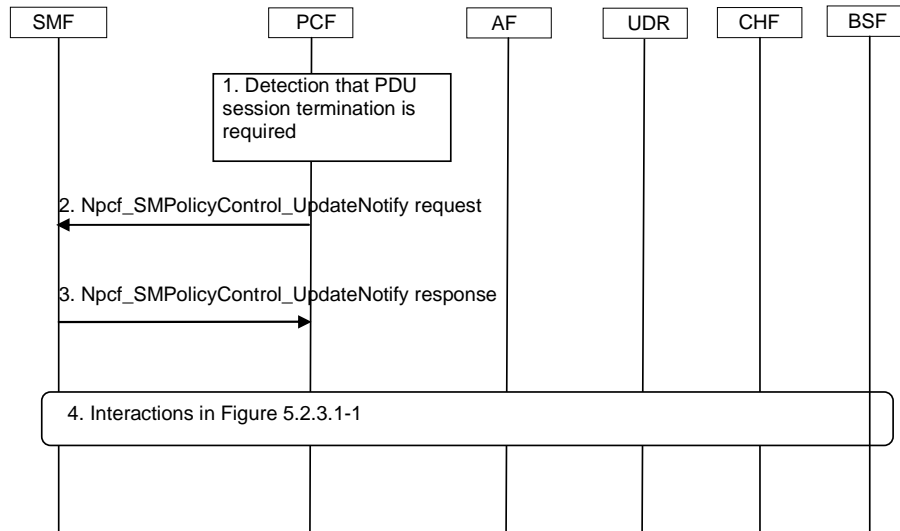 SMF PCF AF UDR CHF BSF
1. Detection that PDU
session termination is
required
2. Npcf_SMPolicyControl_UpdateNotify request
3. Npcf_SMPolicyControl_UpdateNotify response
4. Interactions in Figure 5.2.3.1-1